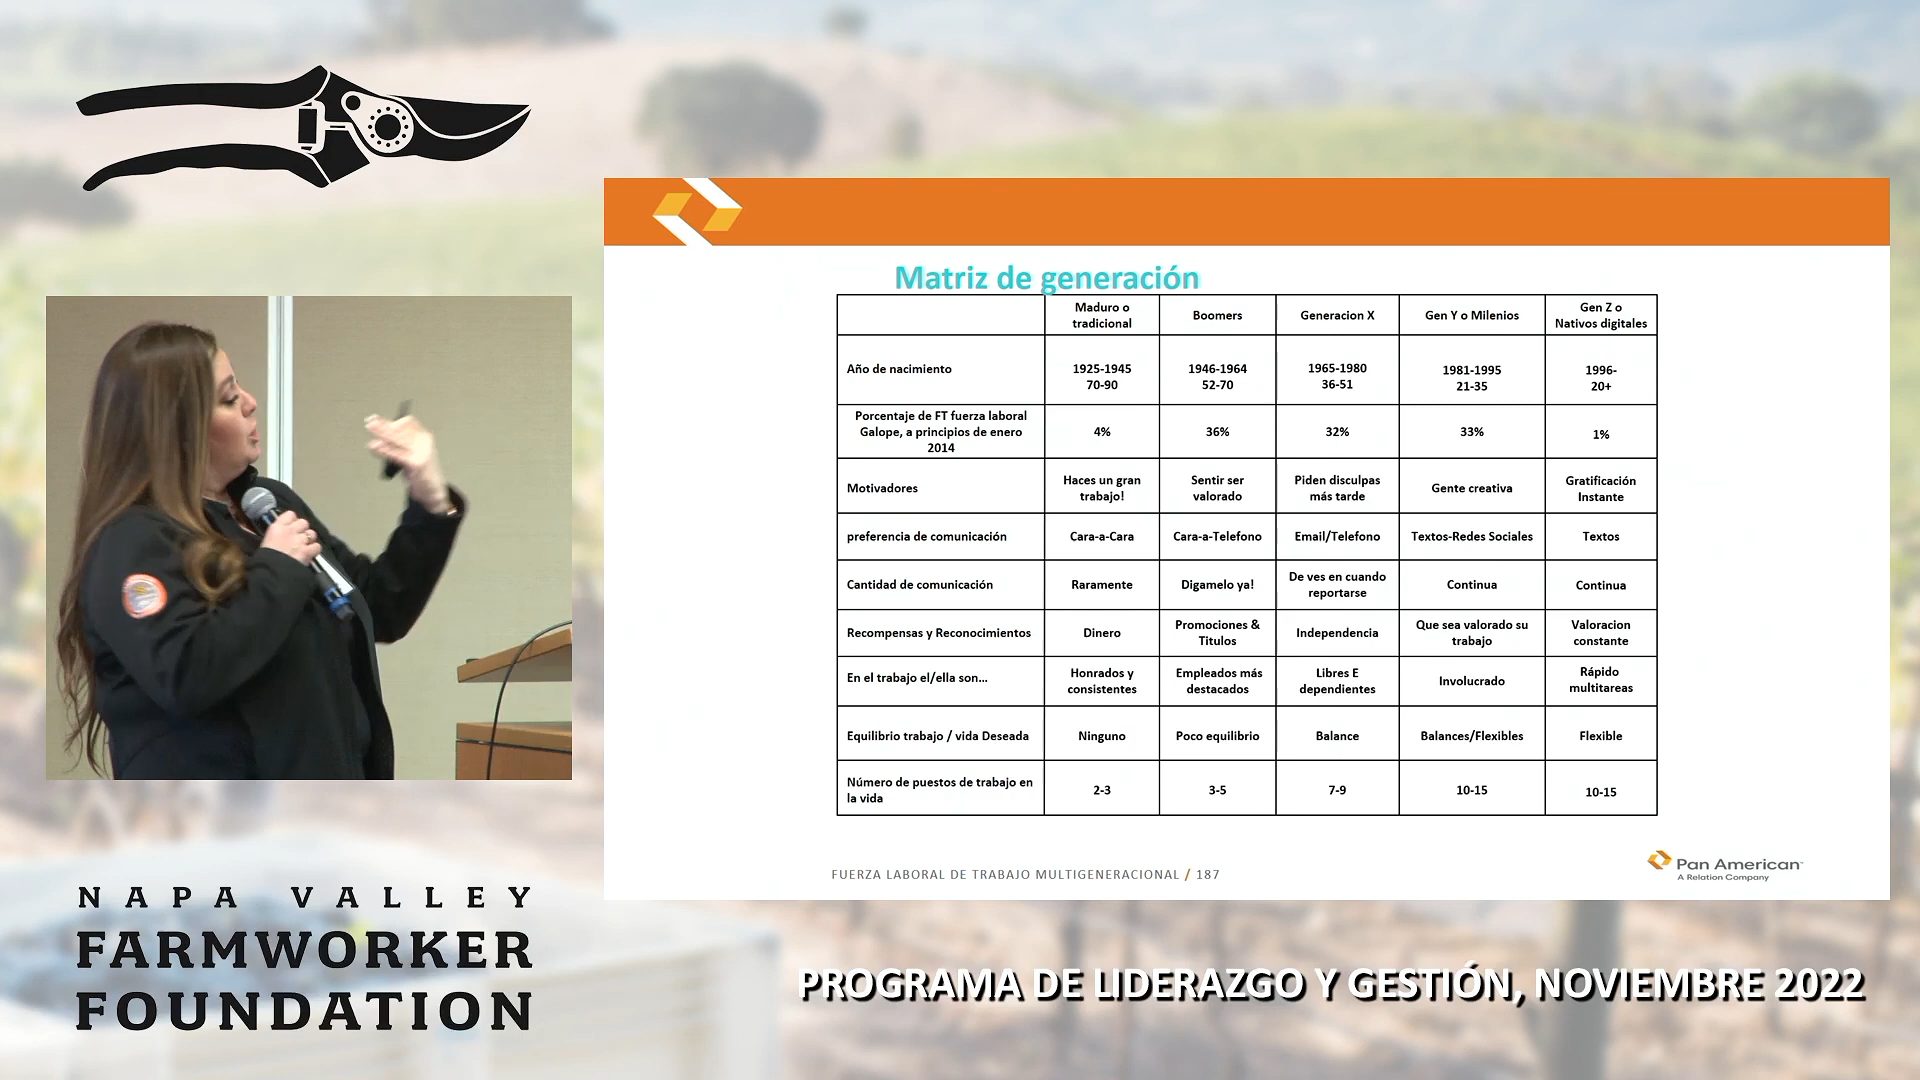 Matriz de generación
Maduro o
tradicional
Boomers
Generacion X
Gen Y o Milenios
Gen Z o
Nativos digitales
Año de nacimiento
1925-1945
70-90
1946-1964
52-70
1965-1980
36-51
1981-1995
21-35
1996-
20+
Porcentaje de FT fuerza laboral
Galope, a principios de enero
2014
4%
36%
32%
33%
1%
Motivadores
Haces un gran
trabajo!
Sentir ser
valorado
Piden disculpas
más tarde
Gente creativa
Gratificación
Instante
preferencia de comunicación
Cara-a-Cara
Cara-a-Telefono
Email/Telefono
Textos-Redes Sociales
Textos
Cantidad de comunicación
Raramente
Digamelo ya!
De ves en cuando
reportarse
Continua
Continua
Recompensas y Reconocimientos
Dinero
Promociones &
Titulos
Independencia
Que sea valorado su
trabajo
Valoracion
constante
En el trabajo el/ella son...
Honrados y
consistentes
Empleados más
destacados
Libres E
dependientes
Involucrado
Rápido
multitareas
Equilibrio trabajo / vida Deseada
Ninguno
Poco equilibrio
Balance
Balances/Flexibles
Flexible
Número de puestos de trabajo en
la vida
2-3
3-5
7-9
10-15
10-15
FUERZA LABORAL DE TRABAJO MULTIGENERACIONAL / 187
Pan American
A Relation Company
NAPA VALLEY
FARMWORKER
FOUNDATION
PROGRAMA DE LIDERAZGO Y GESTIÓN, NOVIEMBRE 2022